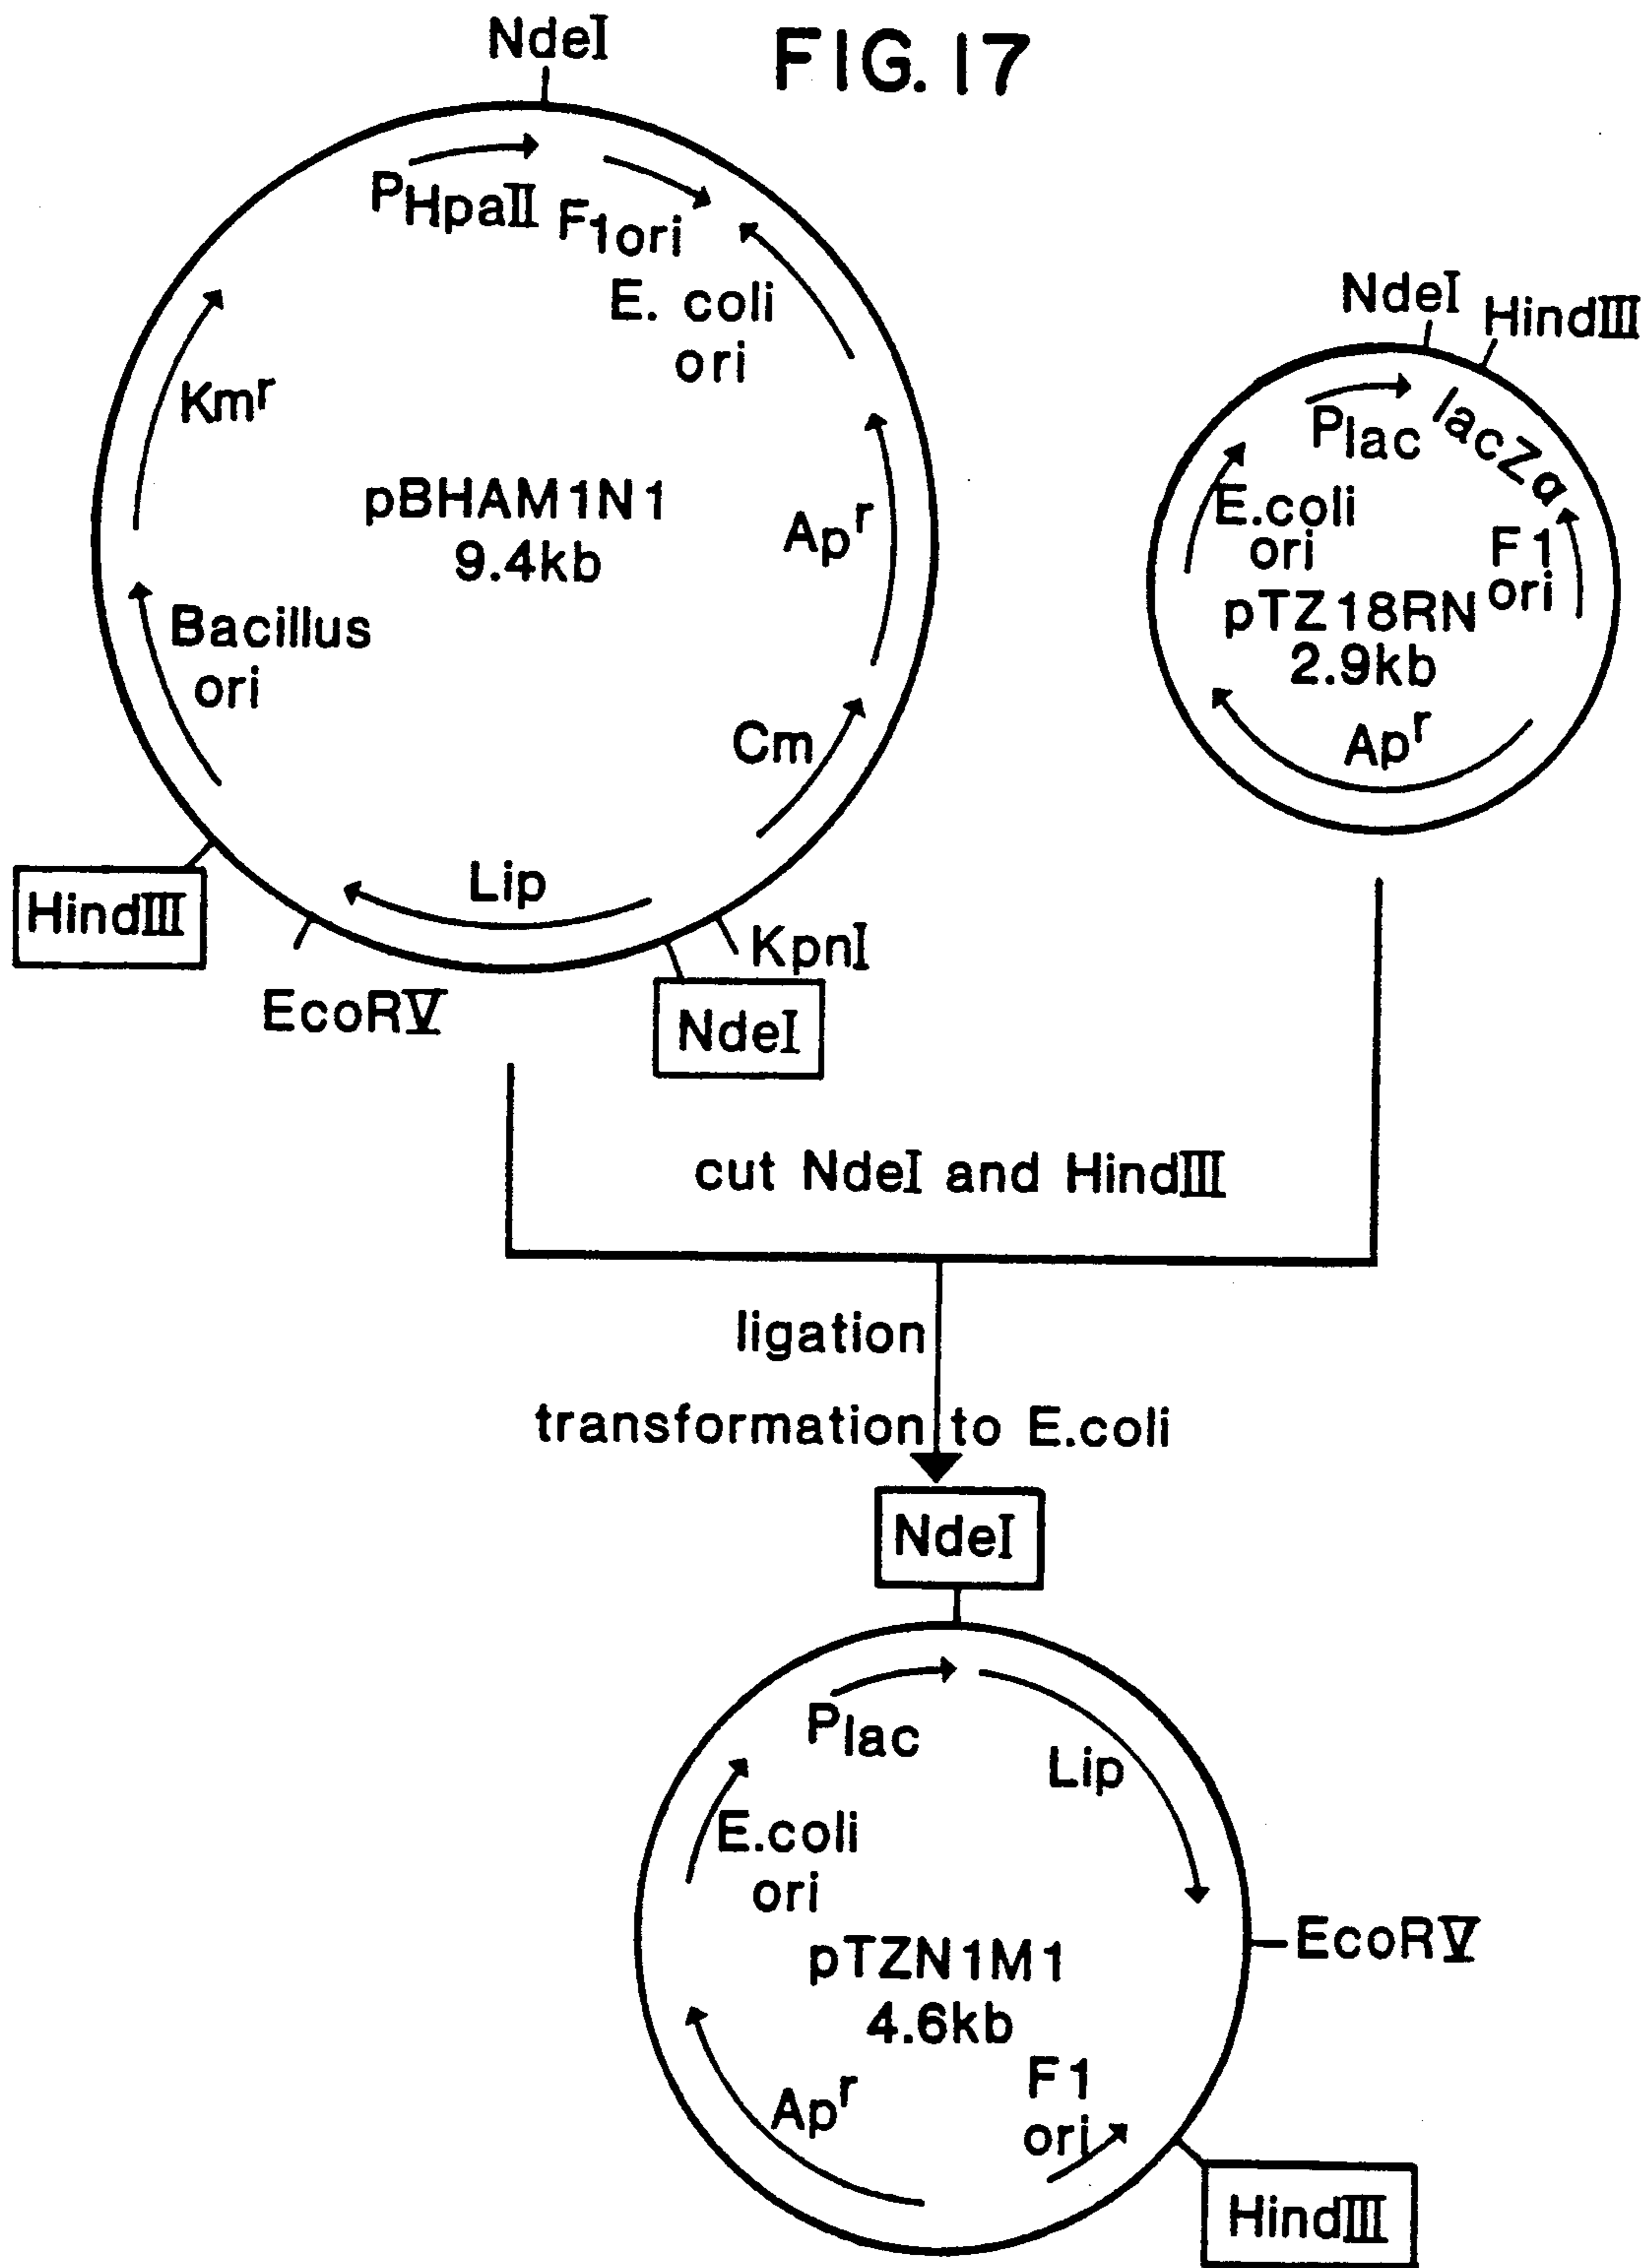 FIG. 17
NdeI
PHpaII
F1ori
E. coli
ori
Kmr
pBHAM1N1
9.4kb
Apr
Bacillus
ori
Cm
Lip
HindIII
EcoRV
KpnI
NdeI
NdeI
HindIII
Plac
lacZα
E.coli
ori
F1
ori
pTZ18RN
2.9kb
Apr
cut NdeI and HindIII
ligation
transformation to E.coli
NdeI
Plac
Lip
E.coli
ori
EcoRV
pTZN1M1
4.6kb
Apr
F1
ori
HindIII